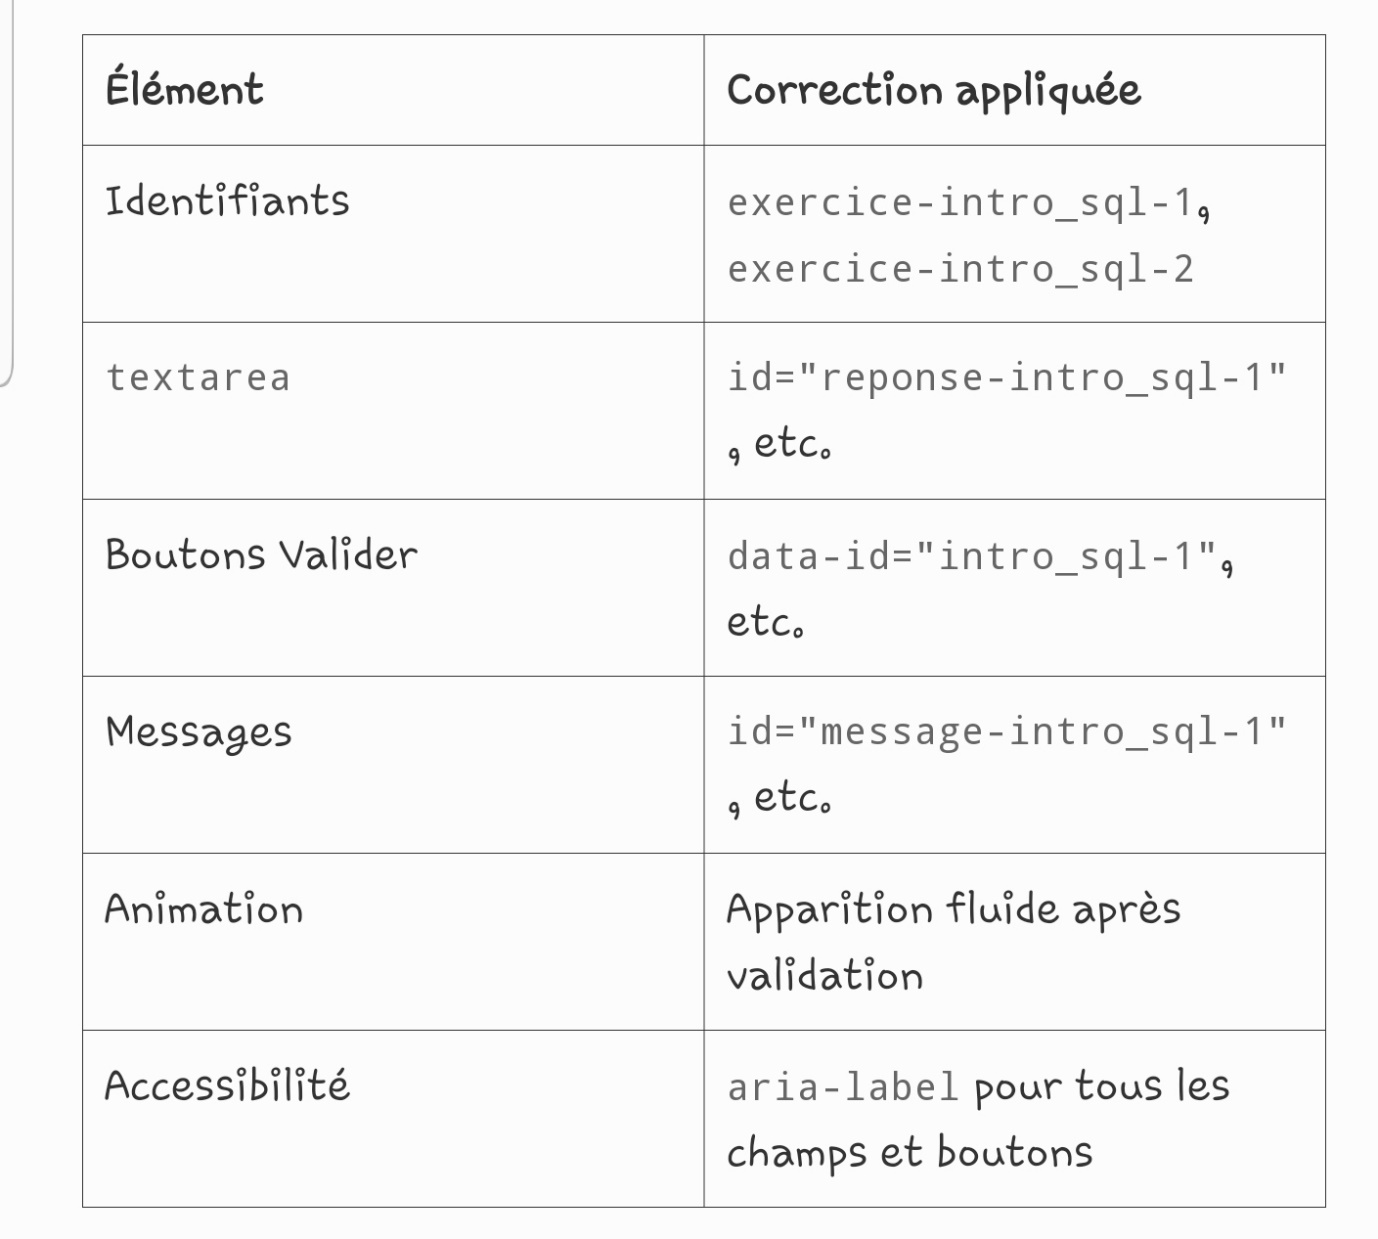 Élément
Correction appliquée
Identifiants
exercice-intro_sql-1,
exercice-intro_sql-2
textarea
id="reponse-intro_sql-1"
, etc.
Boutons Valider
data-id="intro_sql-1",
etc.
Messages
id="message-intro_sql-1"
, etc.
Animation
Apparition fluide après
validation
Accessibilité
aria-label pour tous les
champs et boutons